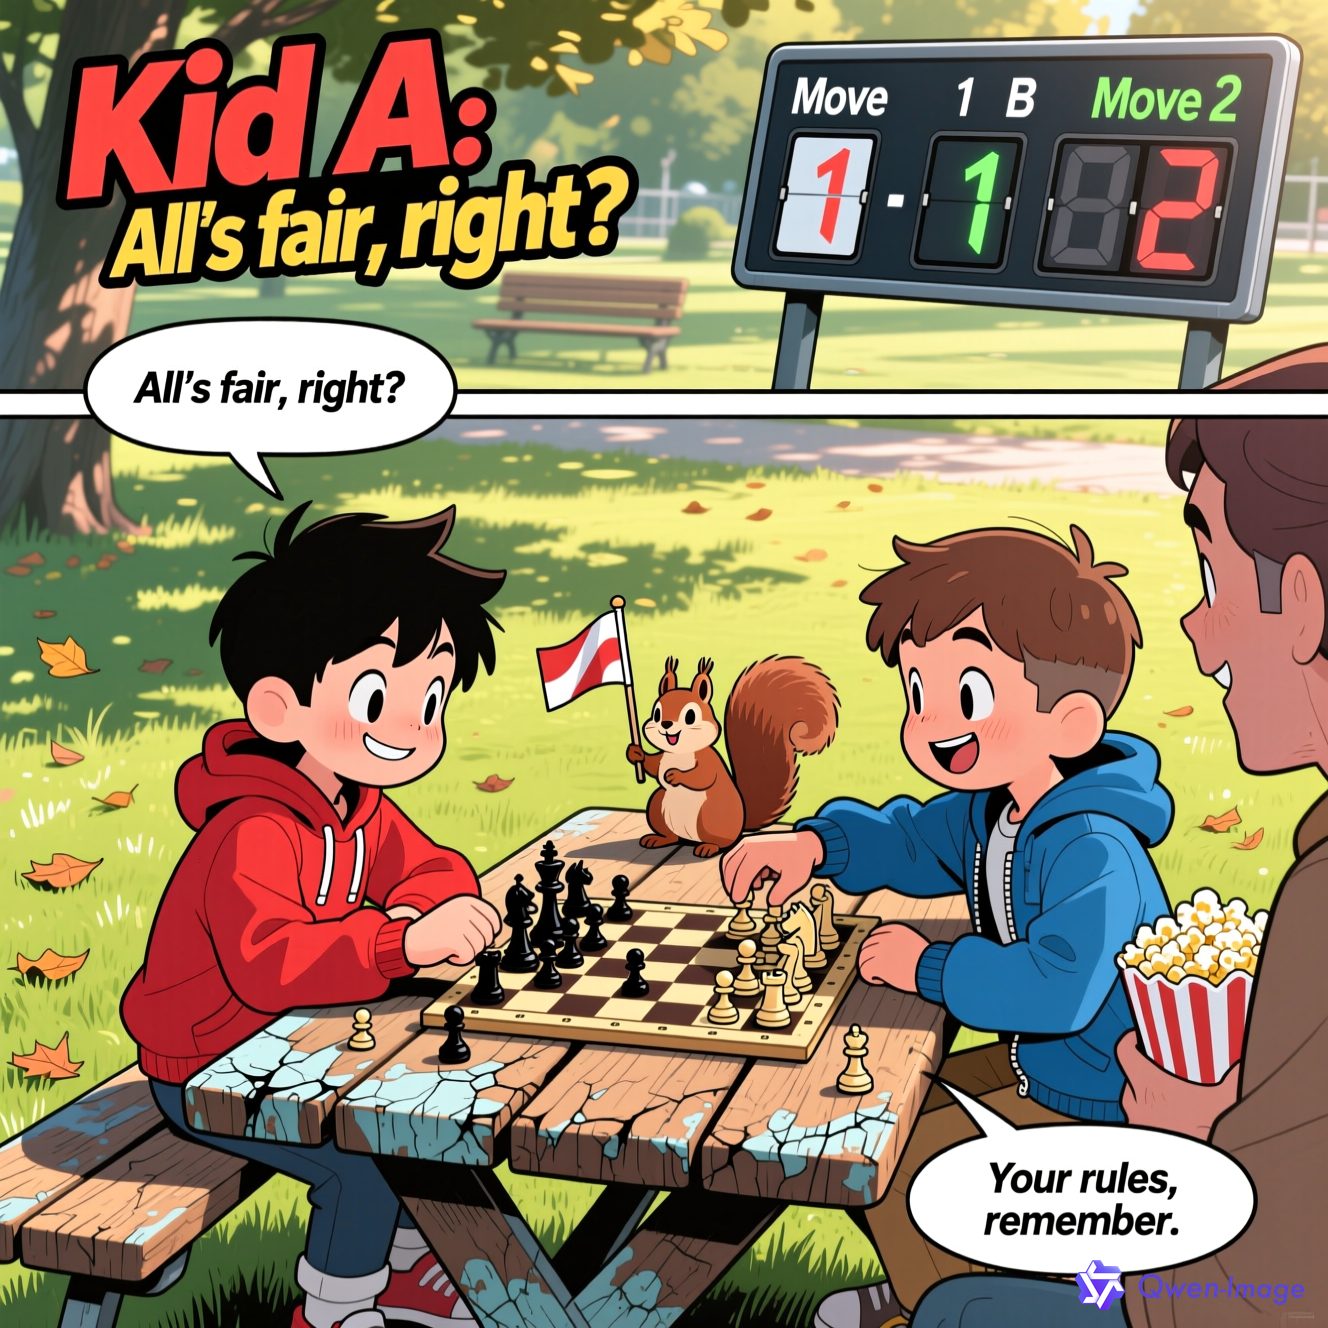 Kid A:
All's fair, right?
Move 1 B Move 2
1 - 1 2
All's fair, right?
Your rules,
remember.
Qwen-Image